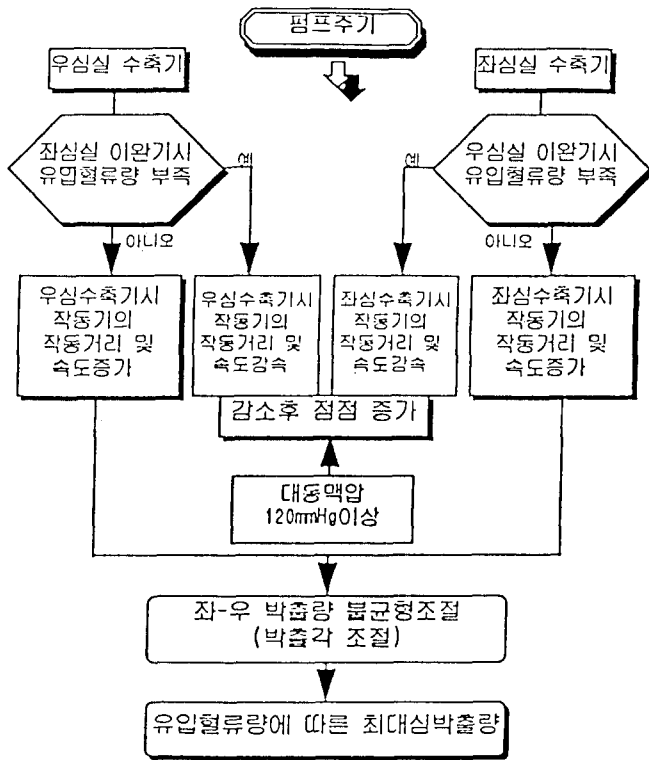 펌프주기
우심실 수축기
좌심실 수축기
좌심실 이완기시
유입혈류량 부족
예
아니오
우심실 이완기시
유입혈류량 부족
예
아니오
우심수축기시
작동기의
작동거리 및
속도증가
우심수축기시
작동기의
작동거리 및
속도감속
좌심수축기시
작동기의
작동거리 및
속도감속
좌심수축기시
작동기의
작동거리 및
속도증가
감소후 점점 증가
대동맥압
120mmHg이상
좌-우 박출량 불균형조절
(박출각 조절)
유입혈류량에 따른 최대심박출량